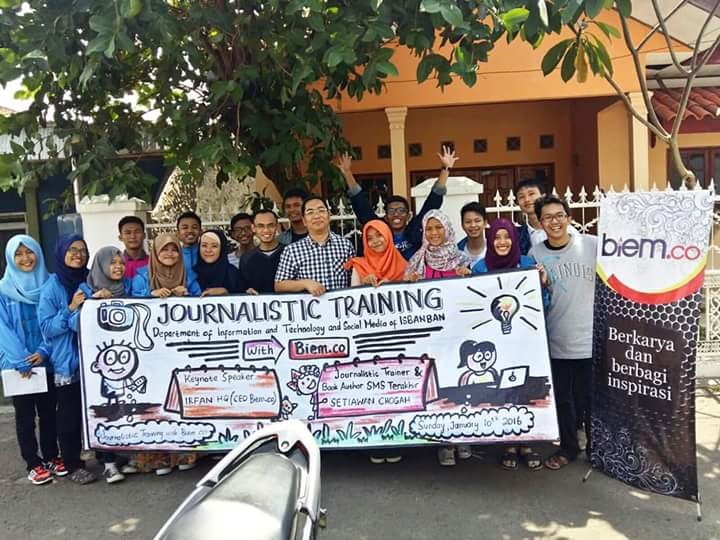 JOURNALISTIC TRAINING
Department of Information and Technology and Social Media of ISBANBAN
With Biem.co
Keynote Speaker
IRFAN HQ (CEO Biem.co)
Journalistic Trainer &
Book Author SMS Terakhir
SETIAWAN CHOGAH
Journalistic Training with Biem.co
Sunday, January 10th 2016
biem.co
Berkarya
dan
berbagi
inspirasi